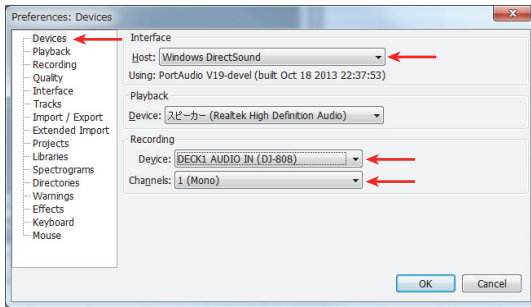 Preferences: Devices
Devices
Playback
Recording
Quality
Interface
Tracks
Import / Export
Extended Import
Projects
Libraries
Spectrograms
Directories
Warnings
Effects
Keyboard
Mouse
Interface
Host: Windows DirectSound
Using: PortAudio V19-devel (built Oct 18 2013 22:37:53)
Playback
Device: スピーカー (Realtek High Definition Audio)
Recording
Device: DECK1 AUDIO IN (DJ-808)
Channels: 1 (Mono)
OK Cancel